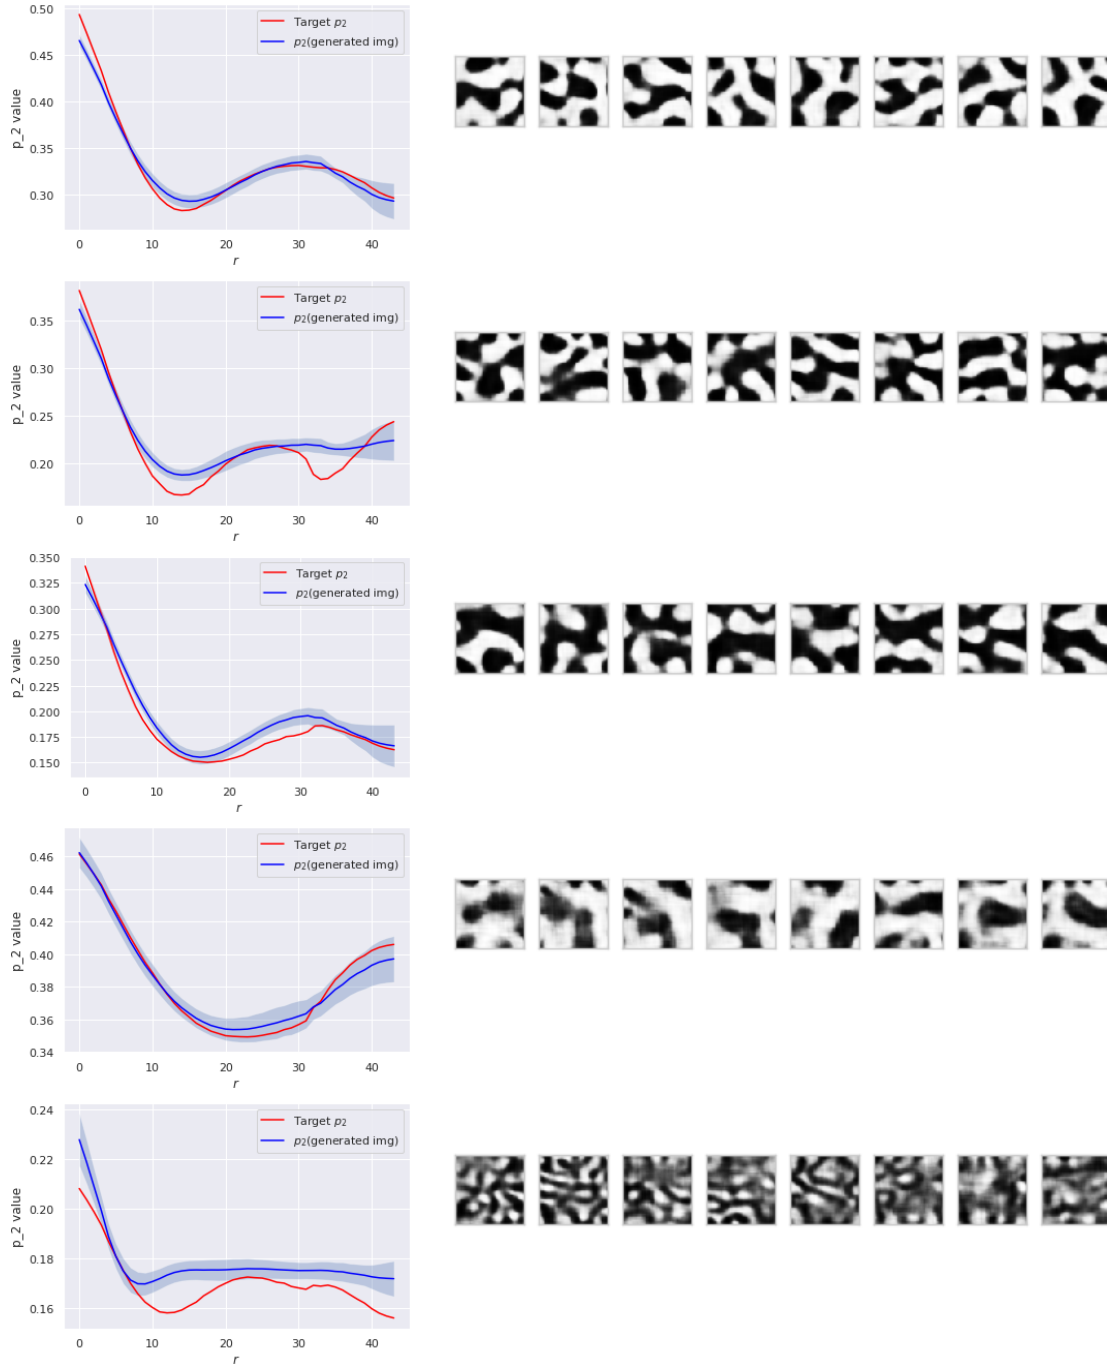 0.50
0.45
0.40
0.35
0.30
p_2 value
Target p₂
p₂(generated img)
0 10 20 30 40
r
0.35
0.30
0.25
0.20
p_2 value
Target p₂
p₂(generated img)
0 10 20 30 40
r
0.350
0.325
0.300
0.275
0.250
0.225
0.200
0.175
0.150
p_2 value
Target p₂
p₂(generated img)
0 10 20 30 40
r
0.46
0.44
0.42
0.40
0.38
0.36
0.34
p_2 value
Target p₂
p₂(generated img)
0 10 20 30 40
r
0.24
0.22
0.20
0.18
0.16
p_2 value
Target p₂
p₂(generated img)
0 10 20 30 40
r